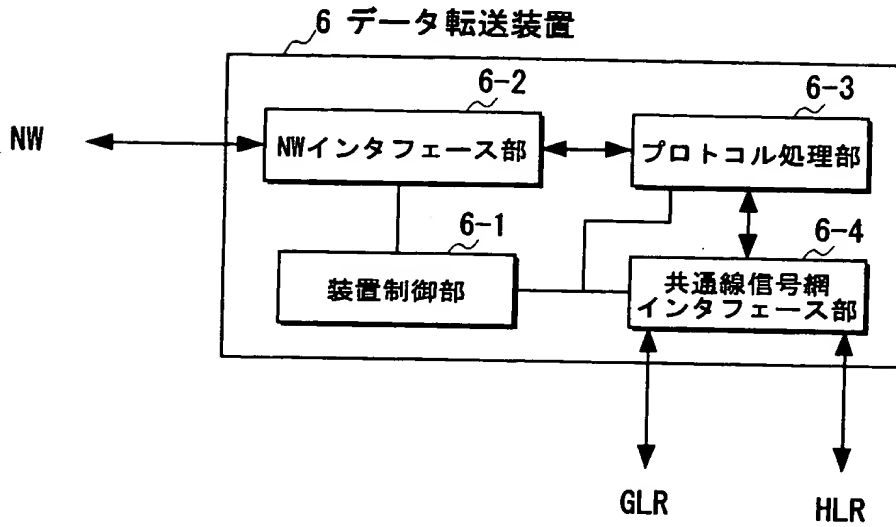 6 データ転送装置
6-2
6-3
NW
NWインタフェース部
プロトコル処理部
6-1
6-4
装置制御部
共通線信号網
インタフェース部
GLR
HLR